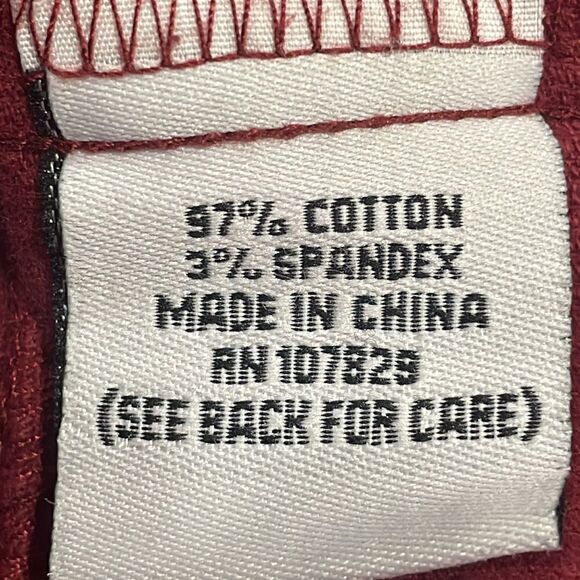 97% COTTON
3% SPANDEX
MADE IN CHINA
RN 107829
(SEE BACK FOR CARE)